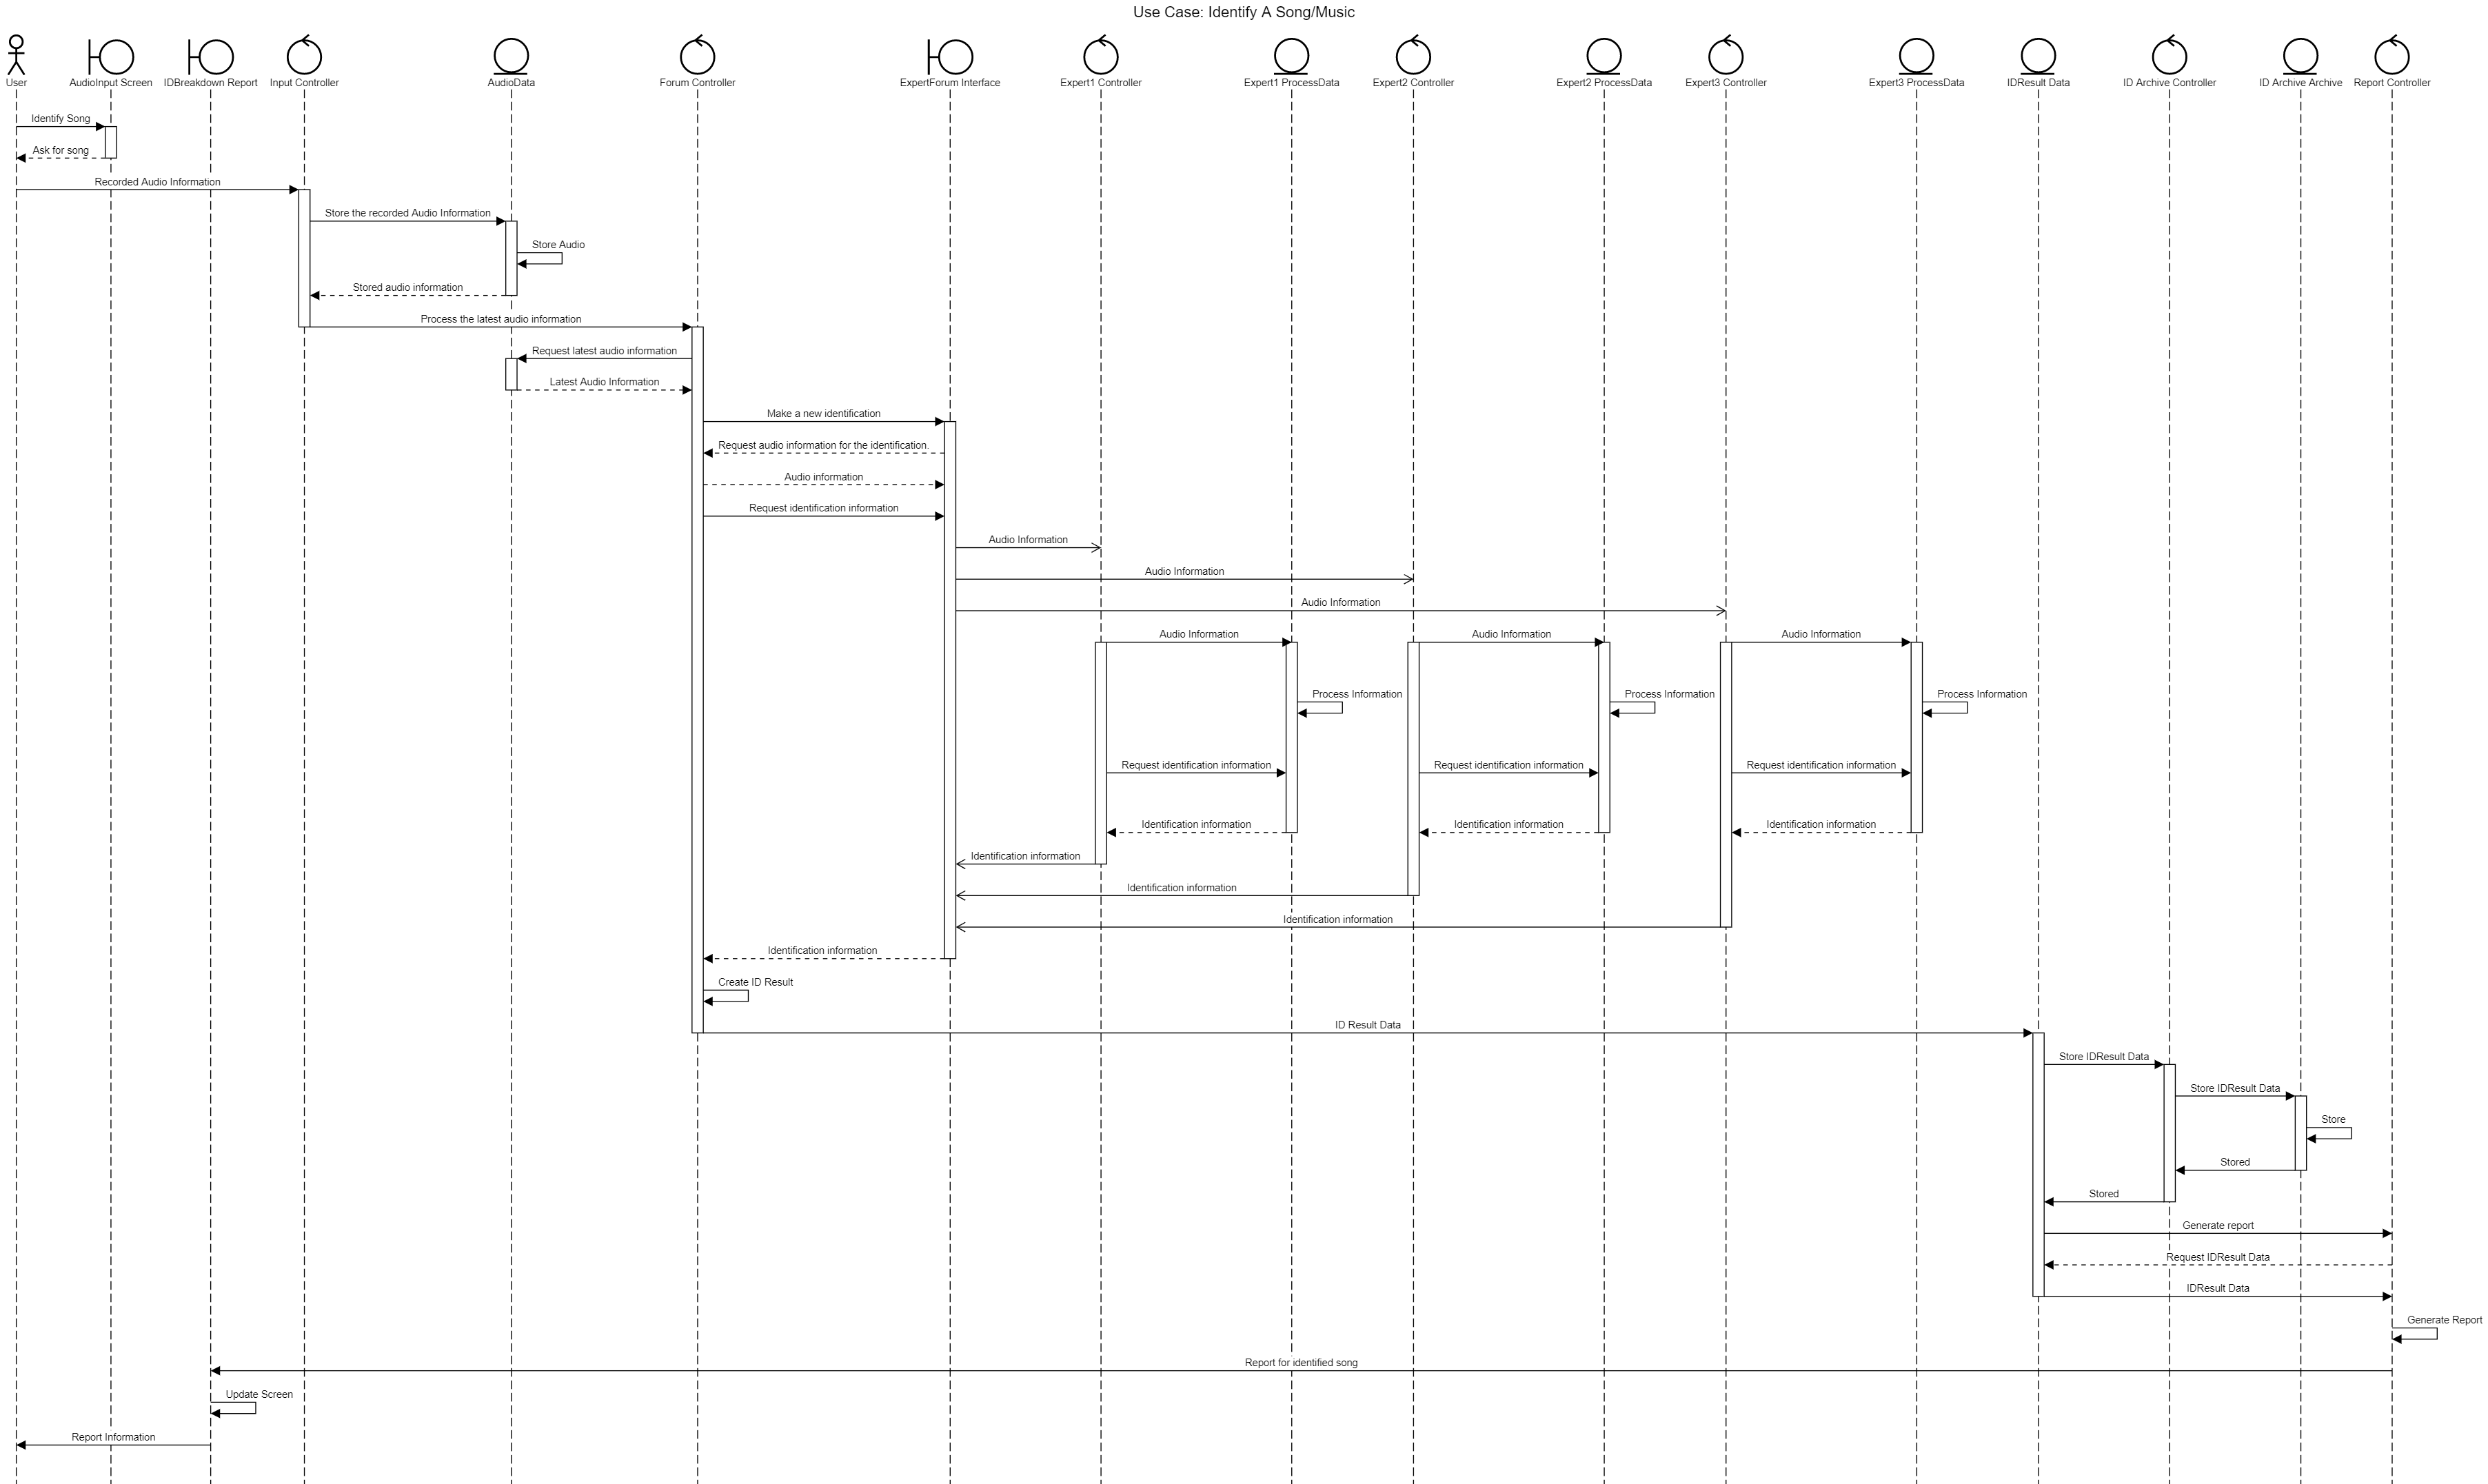 Use Case: Identify A Song/Music
User
AudioInput Screen
IDBreakdown Report
Input Controller
AudioData
Forum Controller
ExpertForum Interface
Expert1 Controller
Expert1 ProcessData
Expert2 Controller
Expert2 ProcessData
Expert3 Controller
Expert3 ProcessData
IDResult Data
ID Archive Controller
ID Archive Archive
Report Controller
Identify Song
Ask for song
Recorded Audio Information
Store the recorded Audio Information
Store Audio
Stored audio information
Process the latest audio information
Request latest audio information
Latest Audio Information
Make a new identification
Request audio information for the identification.
Audio information
Request identification information
Audio Information
Audio Information
Audio Information
Audio Information
Audio Information
Audio Information
Process Information
Process Information
Process Information
Request identification information
Request identification information
Request identification information
Identification information
Identification information
Identification information
Identification information
Identification information
Identification information
Identification information
Create ID Result
ID Result Data
Store IDResult Data
Store IDResult Data
Store
Stored
Stored
Generate report
Request IDResult Data
IDResult Data
Generate Report
Report for identified song
Update Screen
Report Information